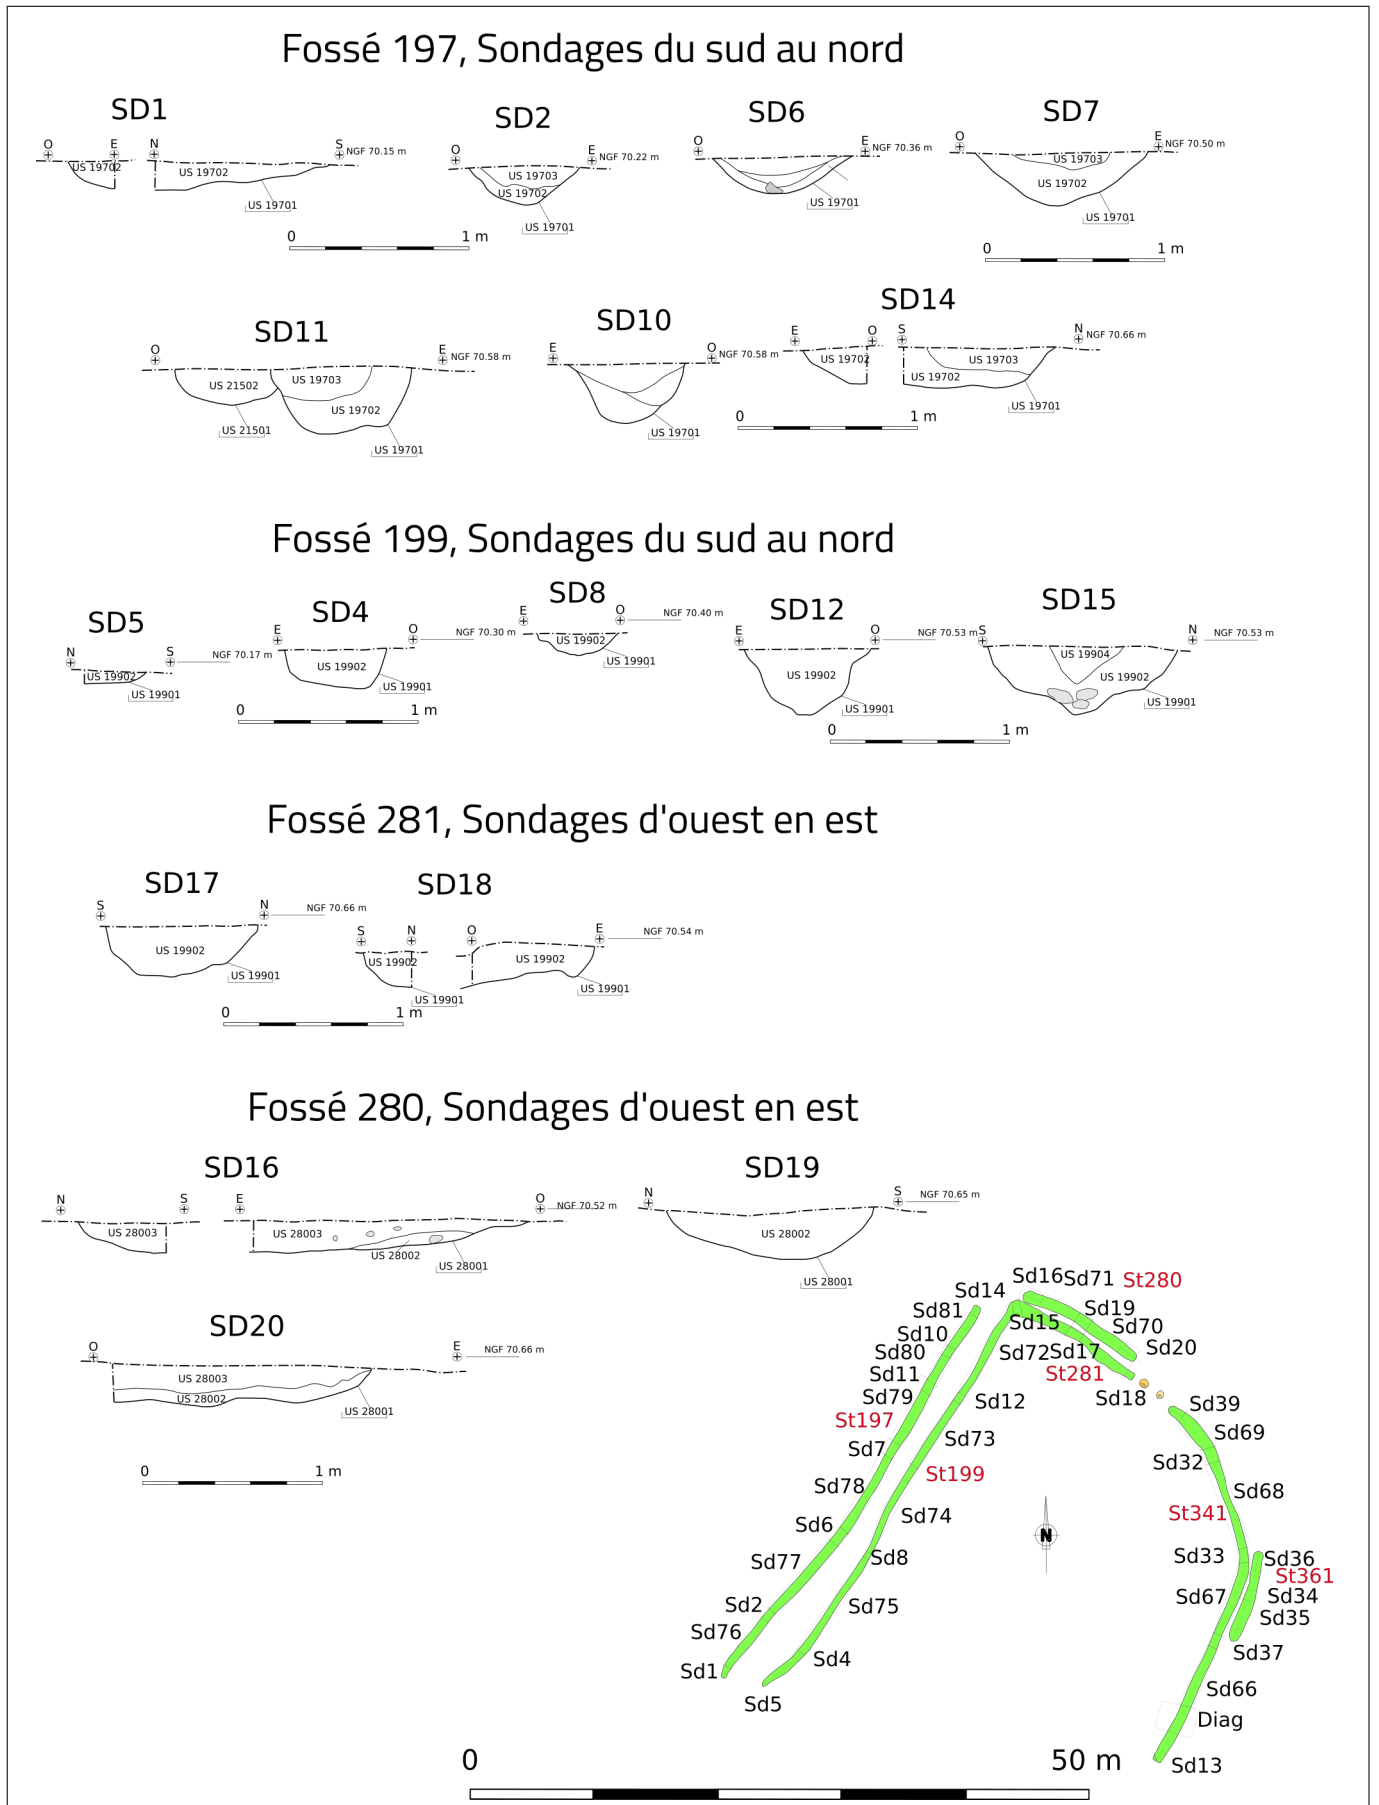 Fossé 197, Sondages du sud au nord
SD1
O E N S NGF 70.15 m
US 19702 US 19702
US 19701
SD2
O E NGF 70.22 m
US 19703
US 19702
US 19701
SD6
O E NGF 70.36 m
US 19701
SD7
O E NGF 70.50 m
US 19703
US 19702
US 19701
0 1 m
0 1 m
SD11
O E NGF 70.58 m
US 21502 US 19703
US 19702
US 21501
US 19701
SD10
E O NGF 70.58 m
US 19701
SD14
E O S N NGF 70.66 m
US 19702 US 19703
US 19702
US 19701
0 1 m
Fossé 199, Sondages du sud au nord
SD5
N S NGF 70.17 m
US 19902
US 19901
SD4
E O NGF 70.30 m
US 19902
US 19901
SD8
E O NGF 70.40 m
US 19902
US 19901
SD12
E O NGF 70.53 m
US 19902
US 19901
SD15
S N NGF 70.53 m
US 19904
US 19902
US 19901
0 1 m
0 1 m
Fossé 281, Sondages d'ouest en est
SD17
S N NGF 70.66 m
US 19902
US 19901
SD18
S N O E NGF 70.54 m
US 19902 US 19902
US 19901 US 19901
0 1 m
Fossé 280, Sondages d'ouest en est
SD16
N S E O NGF 70.52 m
US 28003 US 28003
US 28002
US 28001
SD19
N S NGF 70.65 m
US 28002
US 28001
SD20
O E NGF 70.66 m
US 28003
US 28002
US 28001
0 1 m
Sd16 Sd71 St280
Sd14
Sd81 Sd19
Sd15 Sd70
Sd10
Sd80 Sd72 Sd17 Sd20
Sd11 St281
Sd79 Sd18 Sd39
Sd12
St197 Sd69
Sd7 Sd73
Sd32
St199
Sd78 Sd68
Sd74 St341
Sd6
N
Sd77 Sd8 Sd33 Sd36
St361
Sd2 Sd75 Sd67 Sd34
Sd35
Sd76
Sd1 Sd4 Sd37
Sd5 Sd66
Diag
Sd13
0 50 m